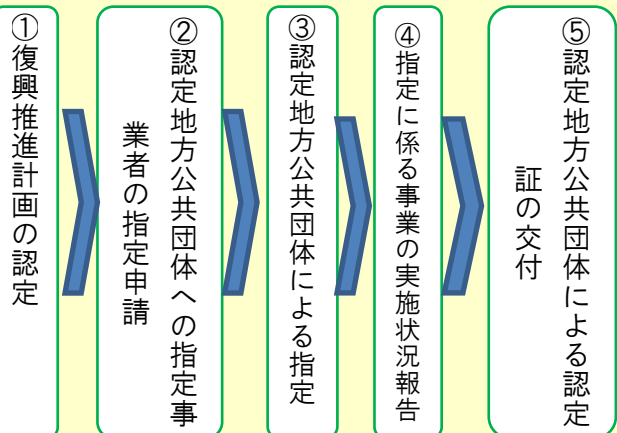 ①復興推進計画の認定
②認定地方公共団体への指定事
業者の指定申請
③認定地方公共団体による指定
④指定に係る事業の実施状況報告
⑤認定地方公共団体による認定
証の交付